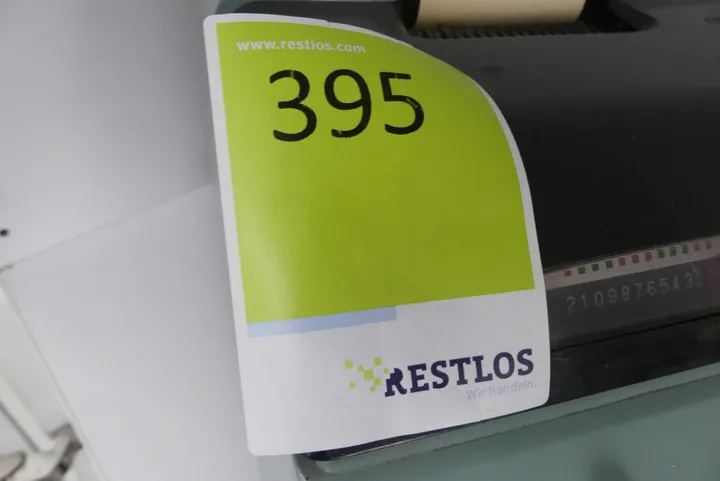 www.restlos.com
395
RESTLOS
Wir handeln.
2109876543